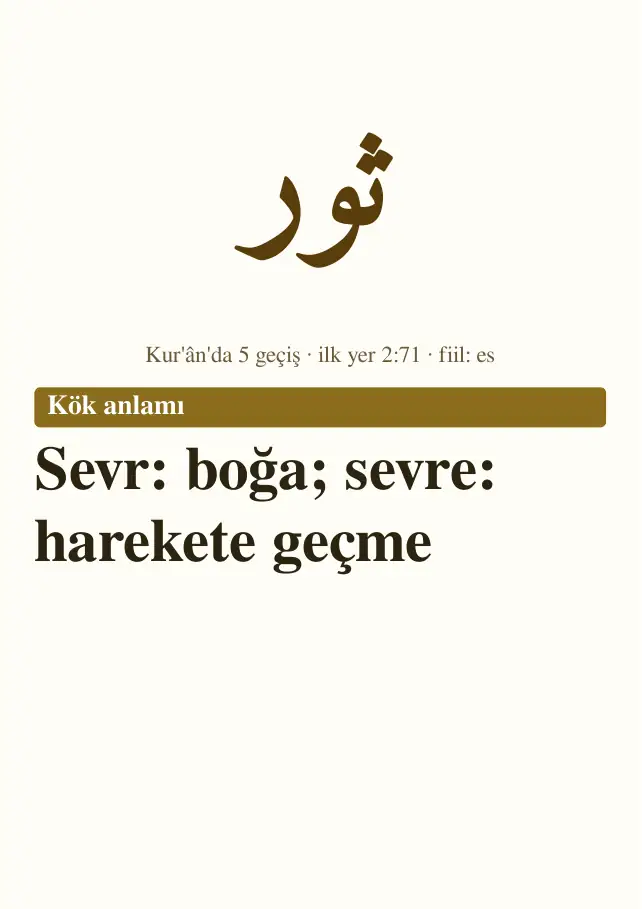 ثور
Kur'ân'da 5 geçiş · ilk yer 2:71 · fiil: es
Kök anlamı
Sevr: boğa; sevre:
harekete geçme